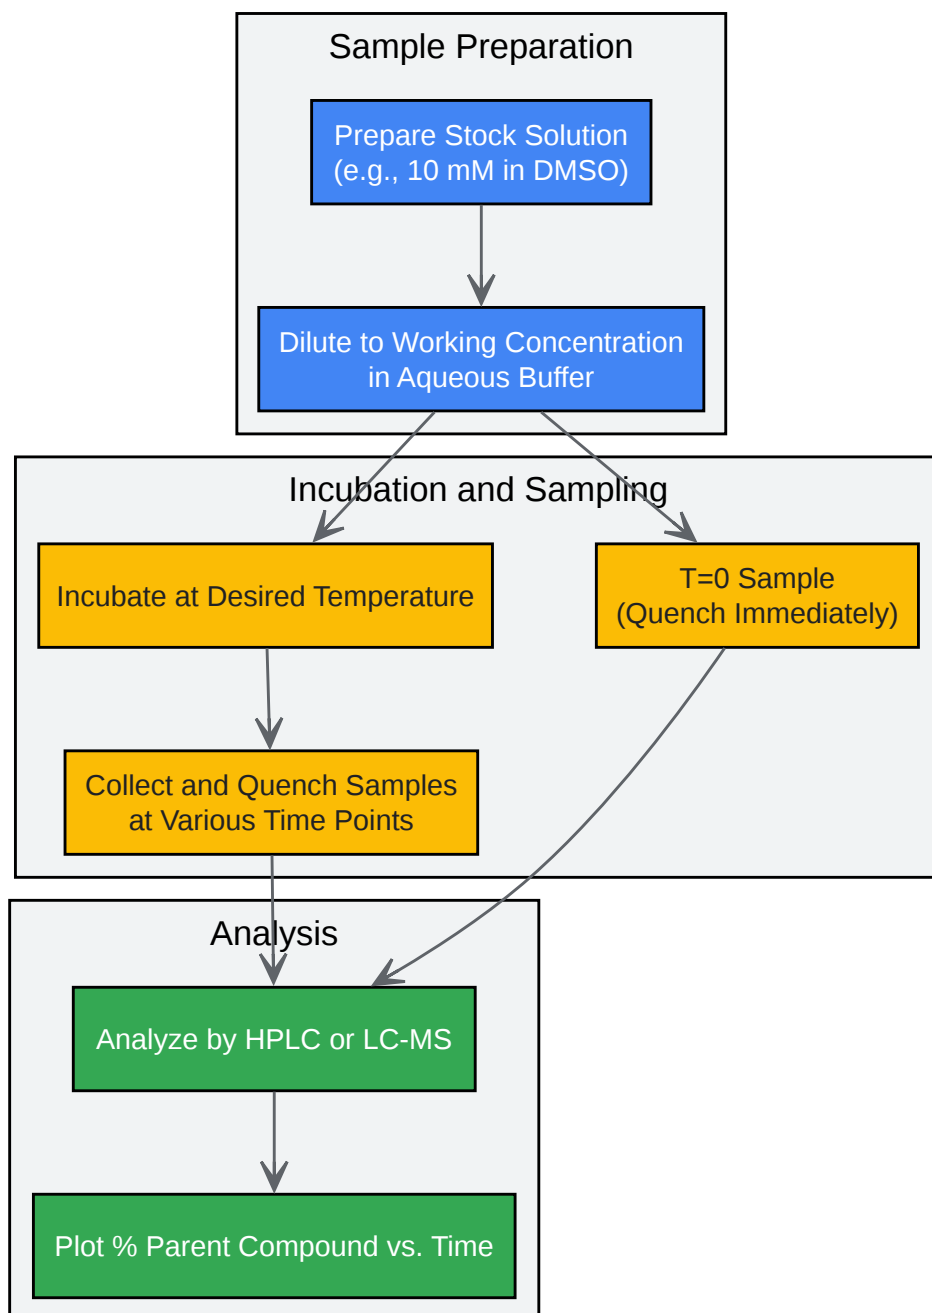 Sample Preparation
Prepare Stock Solution
(e.g., 10 mM in DMSO)
Dilute to Working Concentration
in Aqueous Buffer
Incubation and Sampling
Incubate at Desired Temperature
T=0 Sample
(Quench Immediately)
Collect and Quench Samples
at Various Time Points
Analysis
Analyze by HPLC or LC-MS
Plot % Parent Compound vs. Time